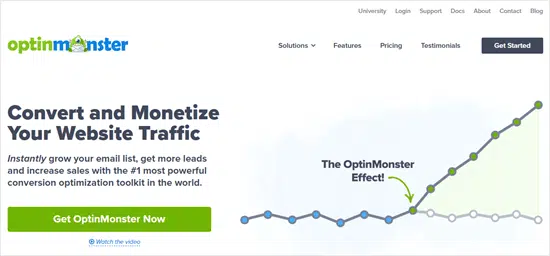 University Login Support Docs About Contact Blog
optinmonster
Solutions Features Pricing Testimonials Get Started
Convert and Monetize
Your Website Traffic
Instantly grow your email list, get more leads
and increase sales with the #1 most powerful
conversion optimization toolkit in the world.
Get OptinMonster Now
Watch the video
The OptinMonster
Effect!